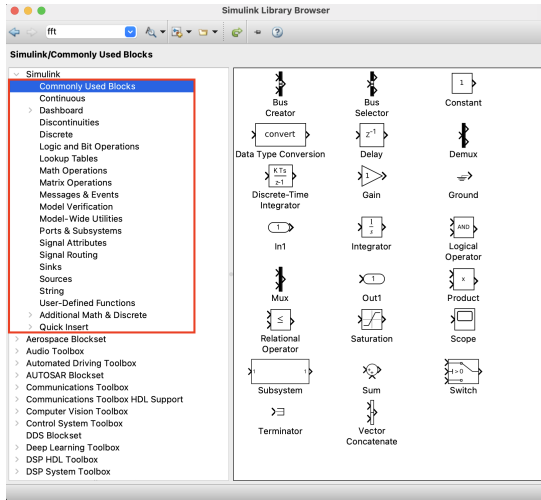 Simulink Library Browser
fft
Simulink/Commonly Used Blocks
Simulink
Commonly Used Blocks
Continuous
Dashboard
Discontinuities
Discrete
Logic and Bit Operations
Lookup Tables
Math Operations
Matrix Operations
Messages & Events
Model Verification
Model-Wide Utilities
Ports & Subsystems
Signal Attributes
Signal Routing
Sinks
Sources
String
User-Defined Functions
Additional Math & Discrete
Quick Insert
Aerospace Blockset
Audio Toolbox
Automated Driving Toolbox
AUTOSAR Blockset
Communications Toolbox
Communications Toolbox HDL Support
Computer Vision Toolbox
Control System Toolbox
DDS Blockset
Deep Learning Toolbox
DSP HDL Toolbox
DSP System Toolbox
1
Bus Creator
Bus Selector
Constant
convert
z-1
Data Type Conversion
Delay
Demux
K Ts
z-1
1
Discrete-Time Integrator
Gain
Ground
1
1
s
AND
In1
Integrator
Logical Operator
1
x
Mux
Out1
Product
≤
Relational Operator
Saturation
Scope
1 1
> 0
Subsystem
Sum
Switch
Terminator
Vector Concatenate